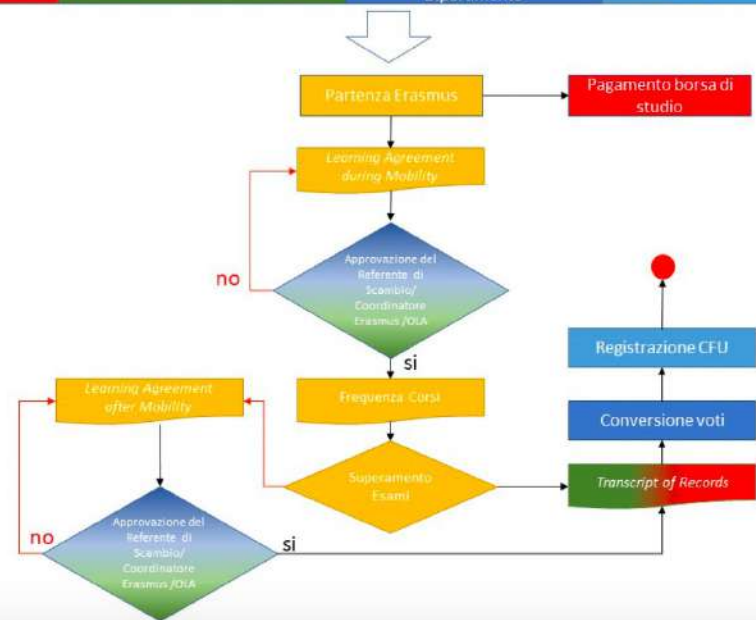 Partenza Erasmus
Pagamento borsa di
studio
Learning Agreement
during Mobility
Approvazione del
Referente di
Scambio/
Coordinatore
Erasmus /OLA
no
si
Registrazione CFU
Learning Agreement
after Mobility
Frequenza Corsi
Conversione voti
Superamento
Esami
Transcript of Records
Approvazione del
Referente di
Scambio/
Coordinatore
Erasmus /OLA
no
si